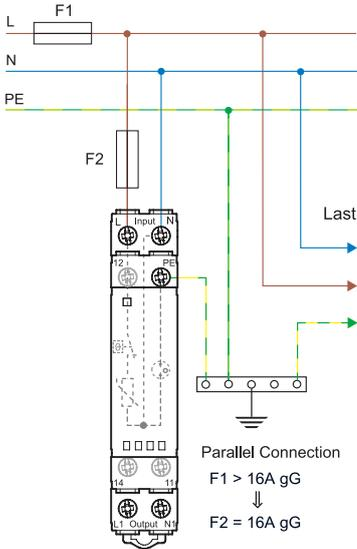 F1
L
N
PE
F2
Last
L Input N
12 PE
14 11
L1 Output N1
Parallel Connection
F1 > 16A gG
⇓
F2 = 16A gG